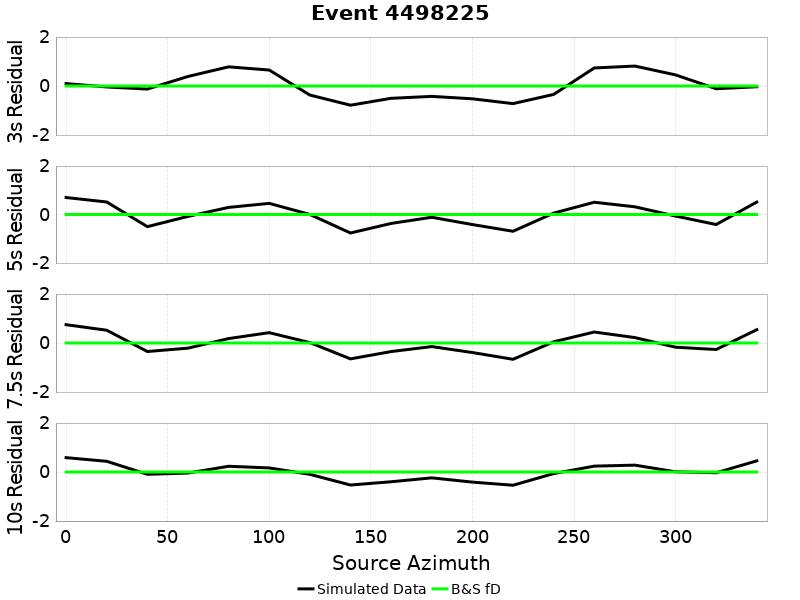 Event 4498225
3s Residual
2
0
-2
5s Residual
2
0
-2
7.5s Residual
2
0
-2
10s Residual
2
0
-2
0 50 100 150 200 250 300
Source Azimuth
Simulated Data B&S fD